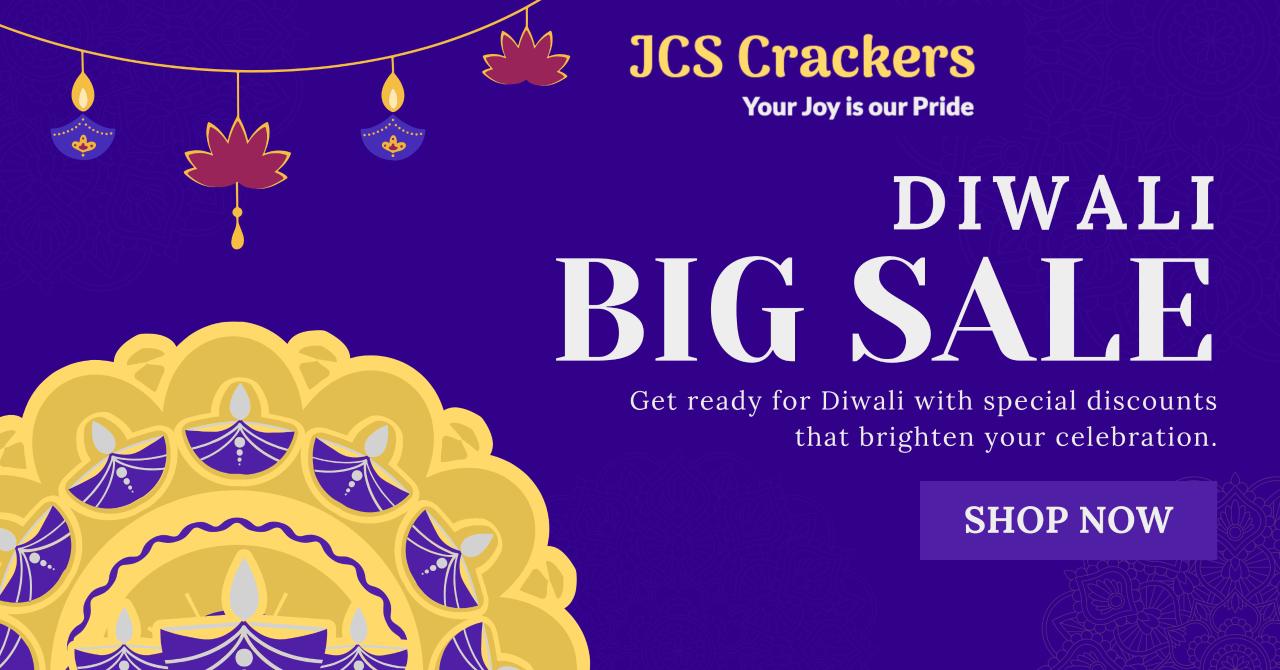 JCS Crackers
Your Joy is our Pride
DIWALI
BIG SALE
Get ready for Diwali with special discounts
that brighten your celebration.
SHOP NOW